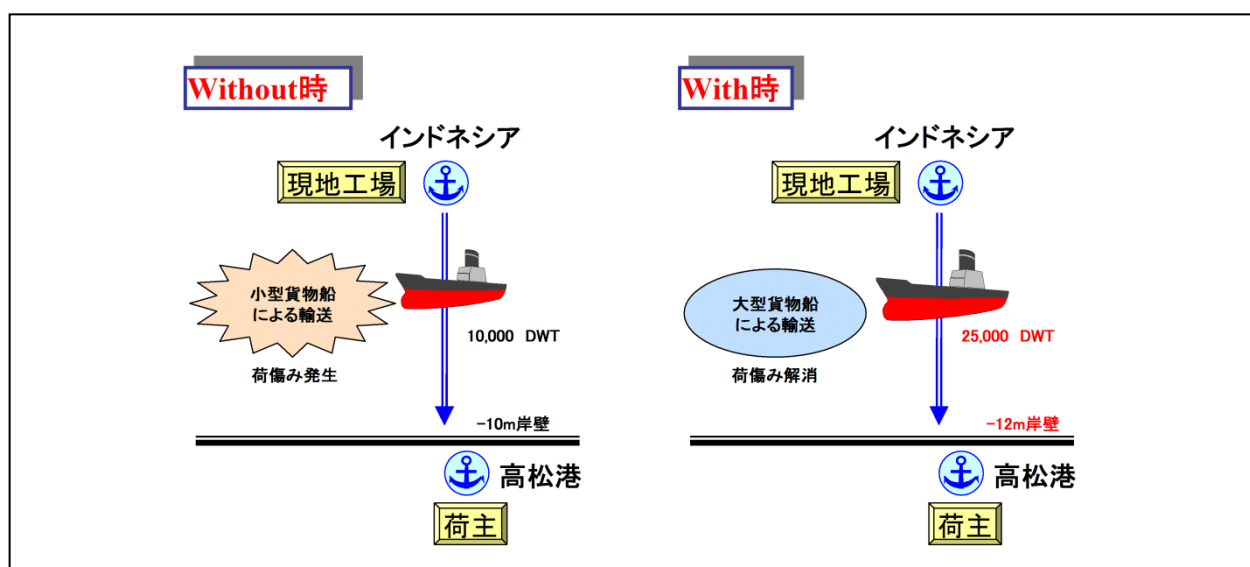 Without時
インドネシア
現地工場
小型貨物船
による輸送
10,000 DWT
荷傷み発生
-10m岸壁
高松港
荷主
With時
インドネシア
現地工場
大型貨物船
による輸送
25,000 DWT
荷傷み解消
-12m岸壁
高松港
荷主